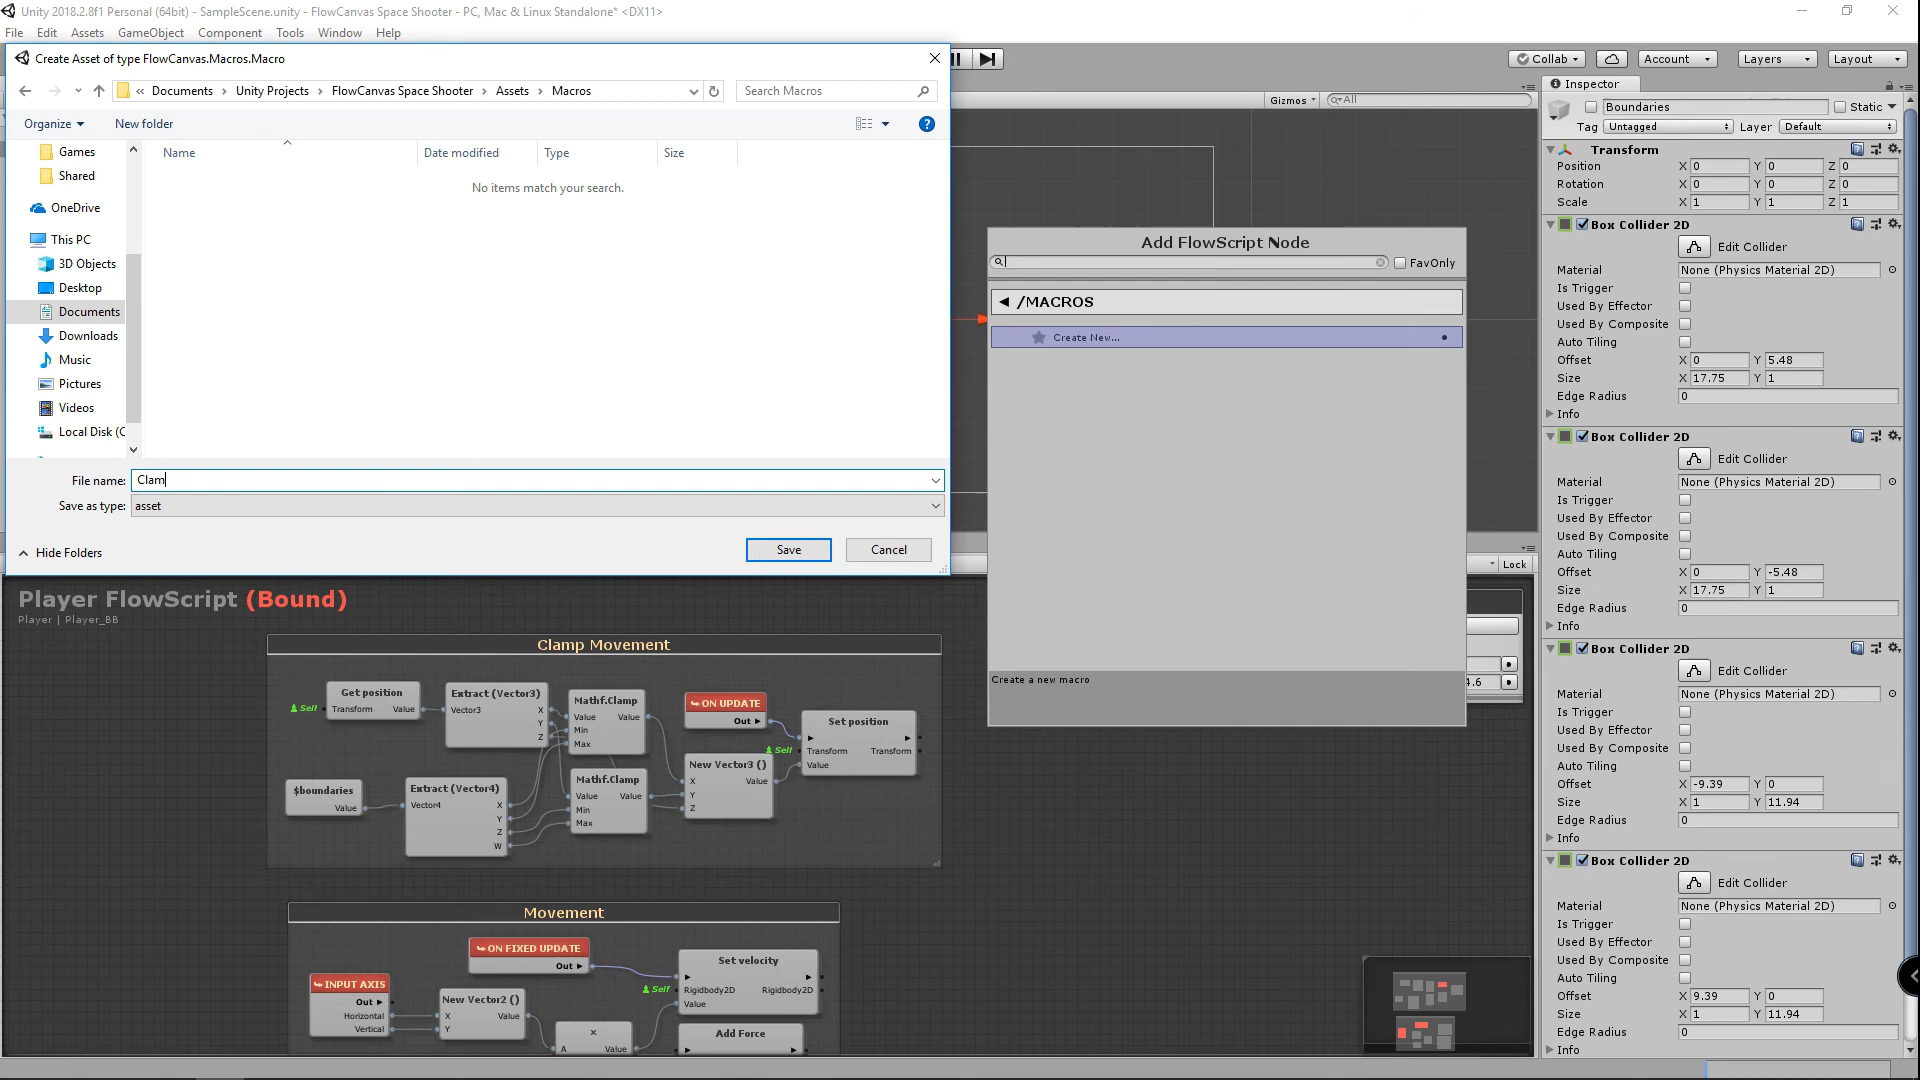 Unity 2018.2.8f1 Personal (64bit) - SampleScene.unity - FlowCanvas Space Shooter - PC, Mac & Linux Standalone* <DX11>
File Edit Assets GameObject Component Tools Window Help
Create Asset of type FlowCanvas.Macros.Macro
« Documents > Unity Projects > FlowCanvas Space Shooter > Assets > Macros
Search Macros
Organize
New folder
Name
Date modified
Type
Size
No items match your search.
Games
Shared
OneDrive
This PC
3D Objects
Desktop
Documents
Downloads
Music
Pictures
Videos
Local Disk (C
File name: Clam
Save as type: asset
Hide Folders
Save
Cancel
Collab
Account
Layers
Layout
Gizmos
All
Add FlowScript Node
FavOnly
/MACROS
Create New...
Create a new macro
Lock
4.6
Player FlowScript (Bound)
Player | Player_BB
Clamp Movement
Get position
Self Transform Value
Extract (Vector3)
Vector3 X
Y
Z
Mathf.Clamp
Value Value
Min
Max
ON UPDATE
Out
Set position
Self Transform Transform
Value
$boundaries
Value
Extract (Vector4)
Vector4 X
Y
Z
W
Mathf.Clamp
Value Value
Min
Max
New Vector3 ()
X Value
Y
Z
Movement
ON FIXED UPDATE
Out
Set velocity
Self Rigidbody2D Rigidbody2D
Value
INPUT AXIS
Out
Horizontal
Vertical
New Vector2 ()
X Value
Y
×
A Value
Add Force
Inspector
Boundaries Static
Tag Untagged Layer Default
Transform
Position X 0 Y 0 Z 0
Rotation X 0 Y 0 Z 0
Scale X 1 Y 1 Z 1
Box Collider 2D
Edit Collider
Material None (Physics Material 2D)
Is Trigger
Used By Effector
Used By Composite
Auto Tiling
Offset X 0 Y 5.48
Size X 17.75 Y 1
Edge Radius 0
Info
Box Collider 2D
Edit Collider
Material None (Physics Material 2D)
Is Trigger
Used By Effector
Used By Composite
Auto Tiling
Offset X 0 Y -5.48
Size X 17.75 Y 1
Edge Radius 0
Info
Box Collider 2D
Edit Collider
Material None (Physics Material 2D)
Is Trigger
Used By Effector
Used By Composite
Auto Tiling
Offset X -9.39 Y 0
Size X 1 Y 11.94
Edge Radius 0
Info
Box Collider 2D
Edit Collider
Material None (Physics Material 2D)
Is Trigger
Used By Effector
Used By Composite
Auto Tiling
Offset X 9.39 Y 0
Size X 1 Y 11.94
Edge Radius 0
Info